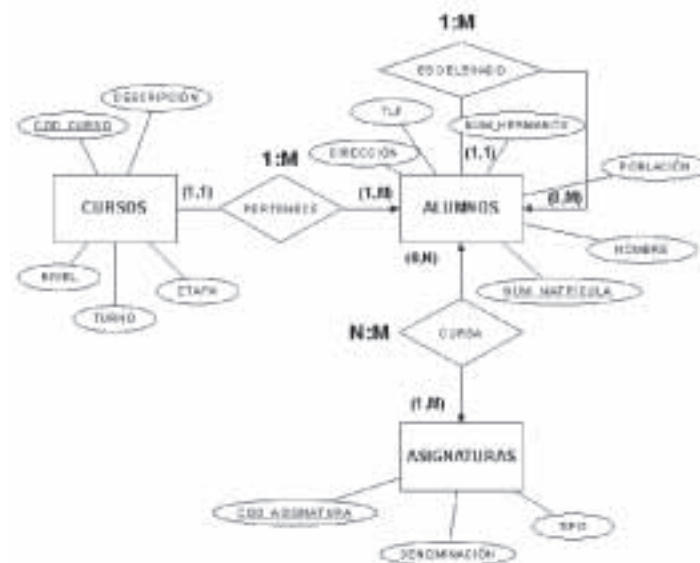 1:M
ES DELEGADO
DESCRIPCIÓN
TLF
COD_CURSO
NUM_HERMANOS
DIRECCIÓN
(1,1)
1:M
POBLACIÓN
(1,1)
(1,M)
(0,M)
CURSOS
PERTENECE
ALUMNOS
(0,N)
NOMBRE
NIVEL
ETAPA
NUM_MATRICULA
TURNO
N:M
CURSA
(1,M)
ASIGNATURAS
COD_ASIGNATURA
TIPO
DENOMINACIÓN